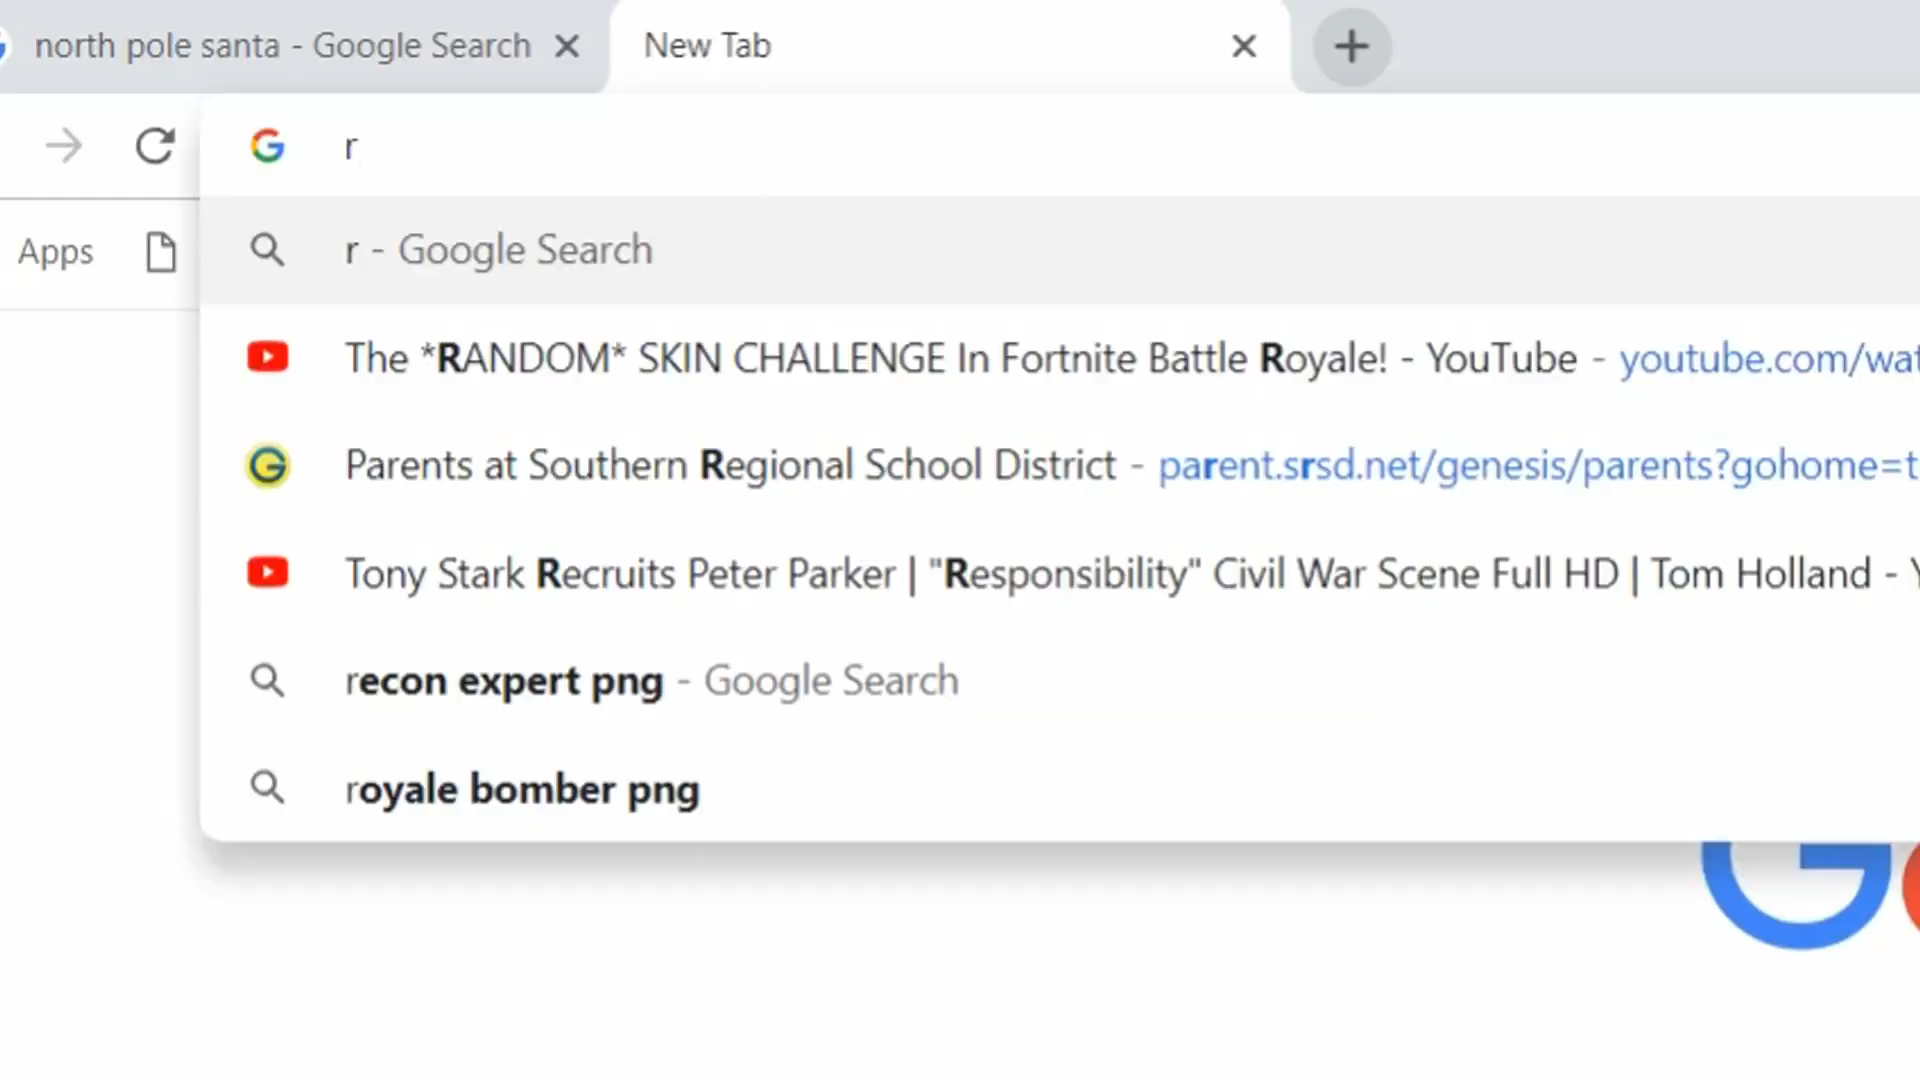 north pole santa - Google Search
New Tab
r
r - Google Search
Apps
The *RANDOM* SKIN CHALLENGE In Fortnite Battle Royale! - YouTube - youtube.com/wat
Parents at Southern Regional School District - parent.srsd.net/genesis/parents?gohome=t
Tony Stark Recruits Peter Parker | "Responsibility" Civil War Scene Full HD | Tom Holland - Y
recon expert png - Google Search
royale bomber png